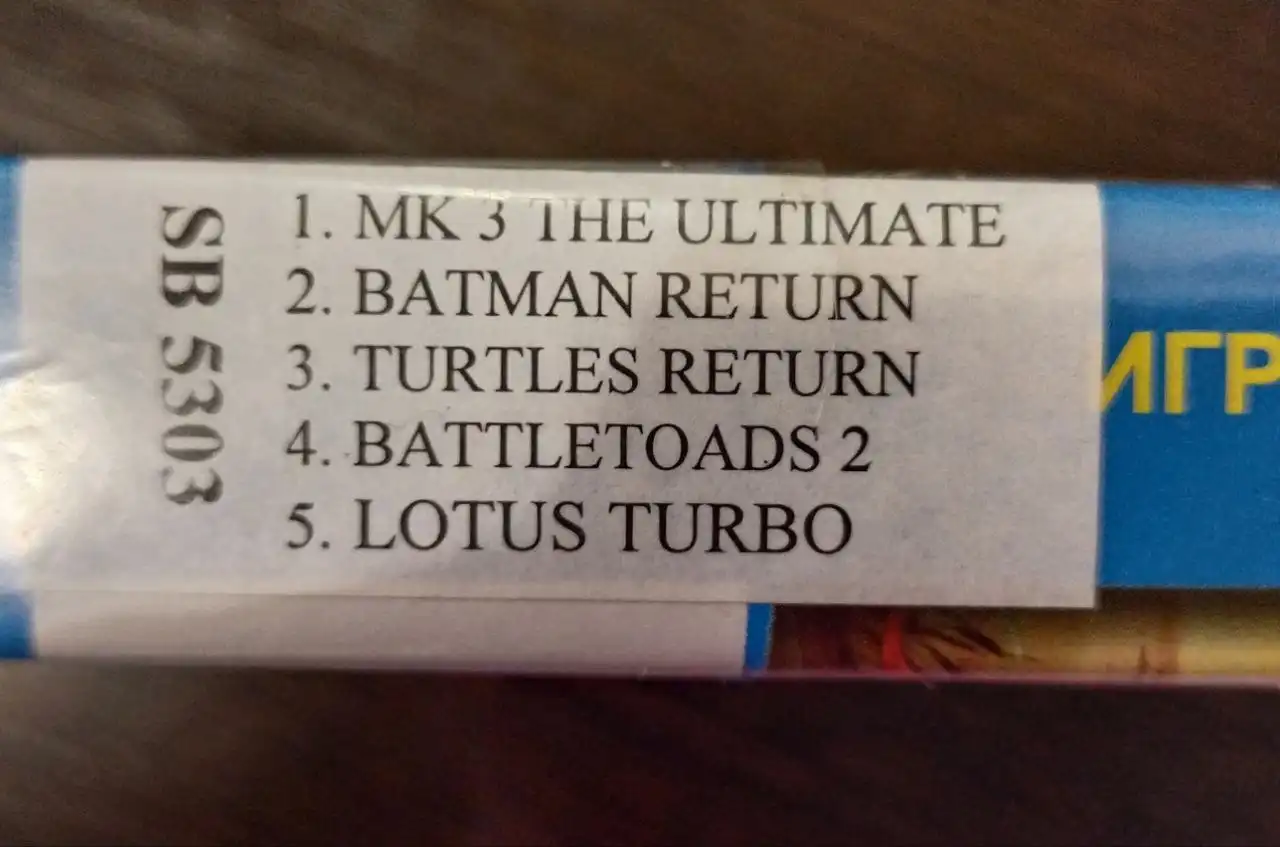 SB 5303
1. MK 3 THE ULTIMATE
2. BATMAN RETURN
3. TURTLES RETURN
4. BATTLETOADS 2
5. LOTUS TURBO
ИГР